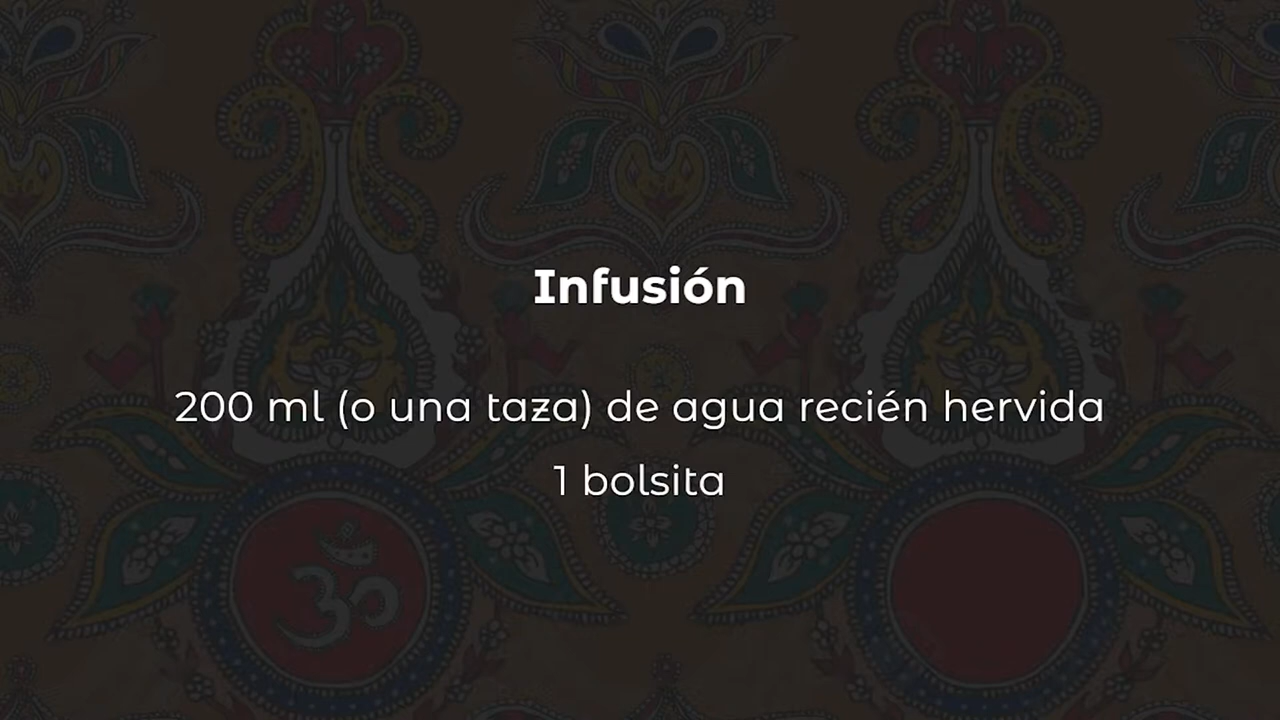 Infusión
200 ml (o una taza) de agua recién hervida
1 bolsita
ॐ